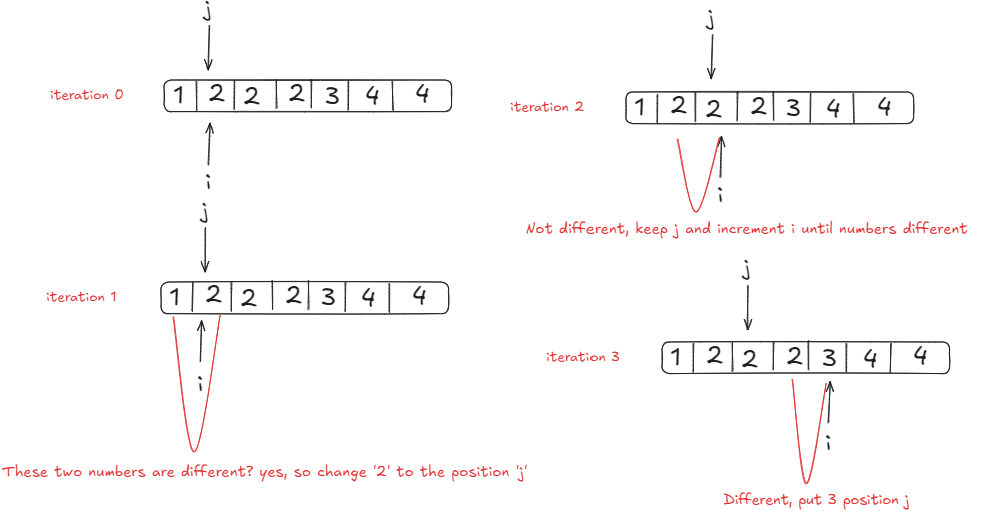 j
iteration 0
1 2 2 2 3 4 4
i
j
iteration 1
1 2 2 2 3 4 4
i
These two numbers are different? yes, so change '2' to the position 'j'
j
iteration 2
1 2 2 2 3 4 4
i
Not different, keep j and increment i until numbers different
j
iteration 3
1 2 2 2 3 4 4
i
Different, put 3 position j